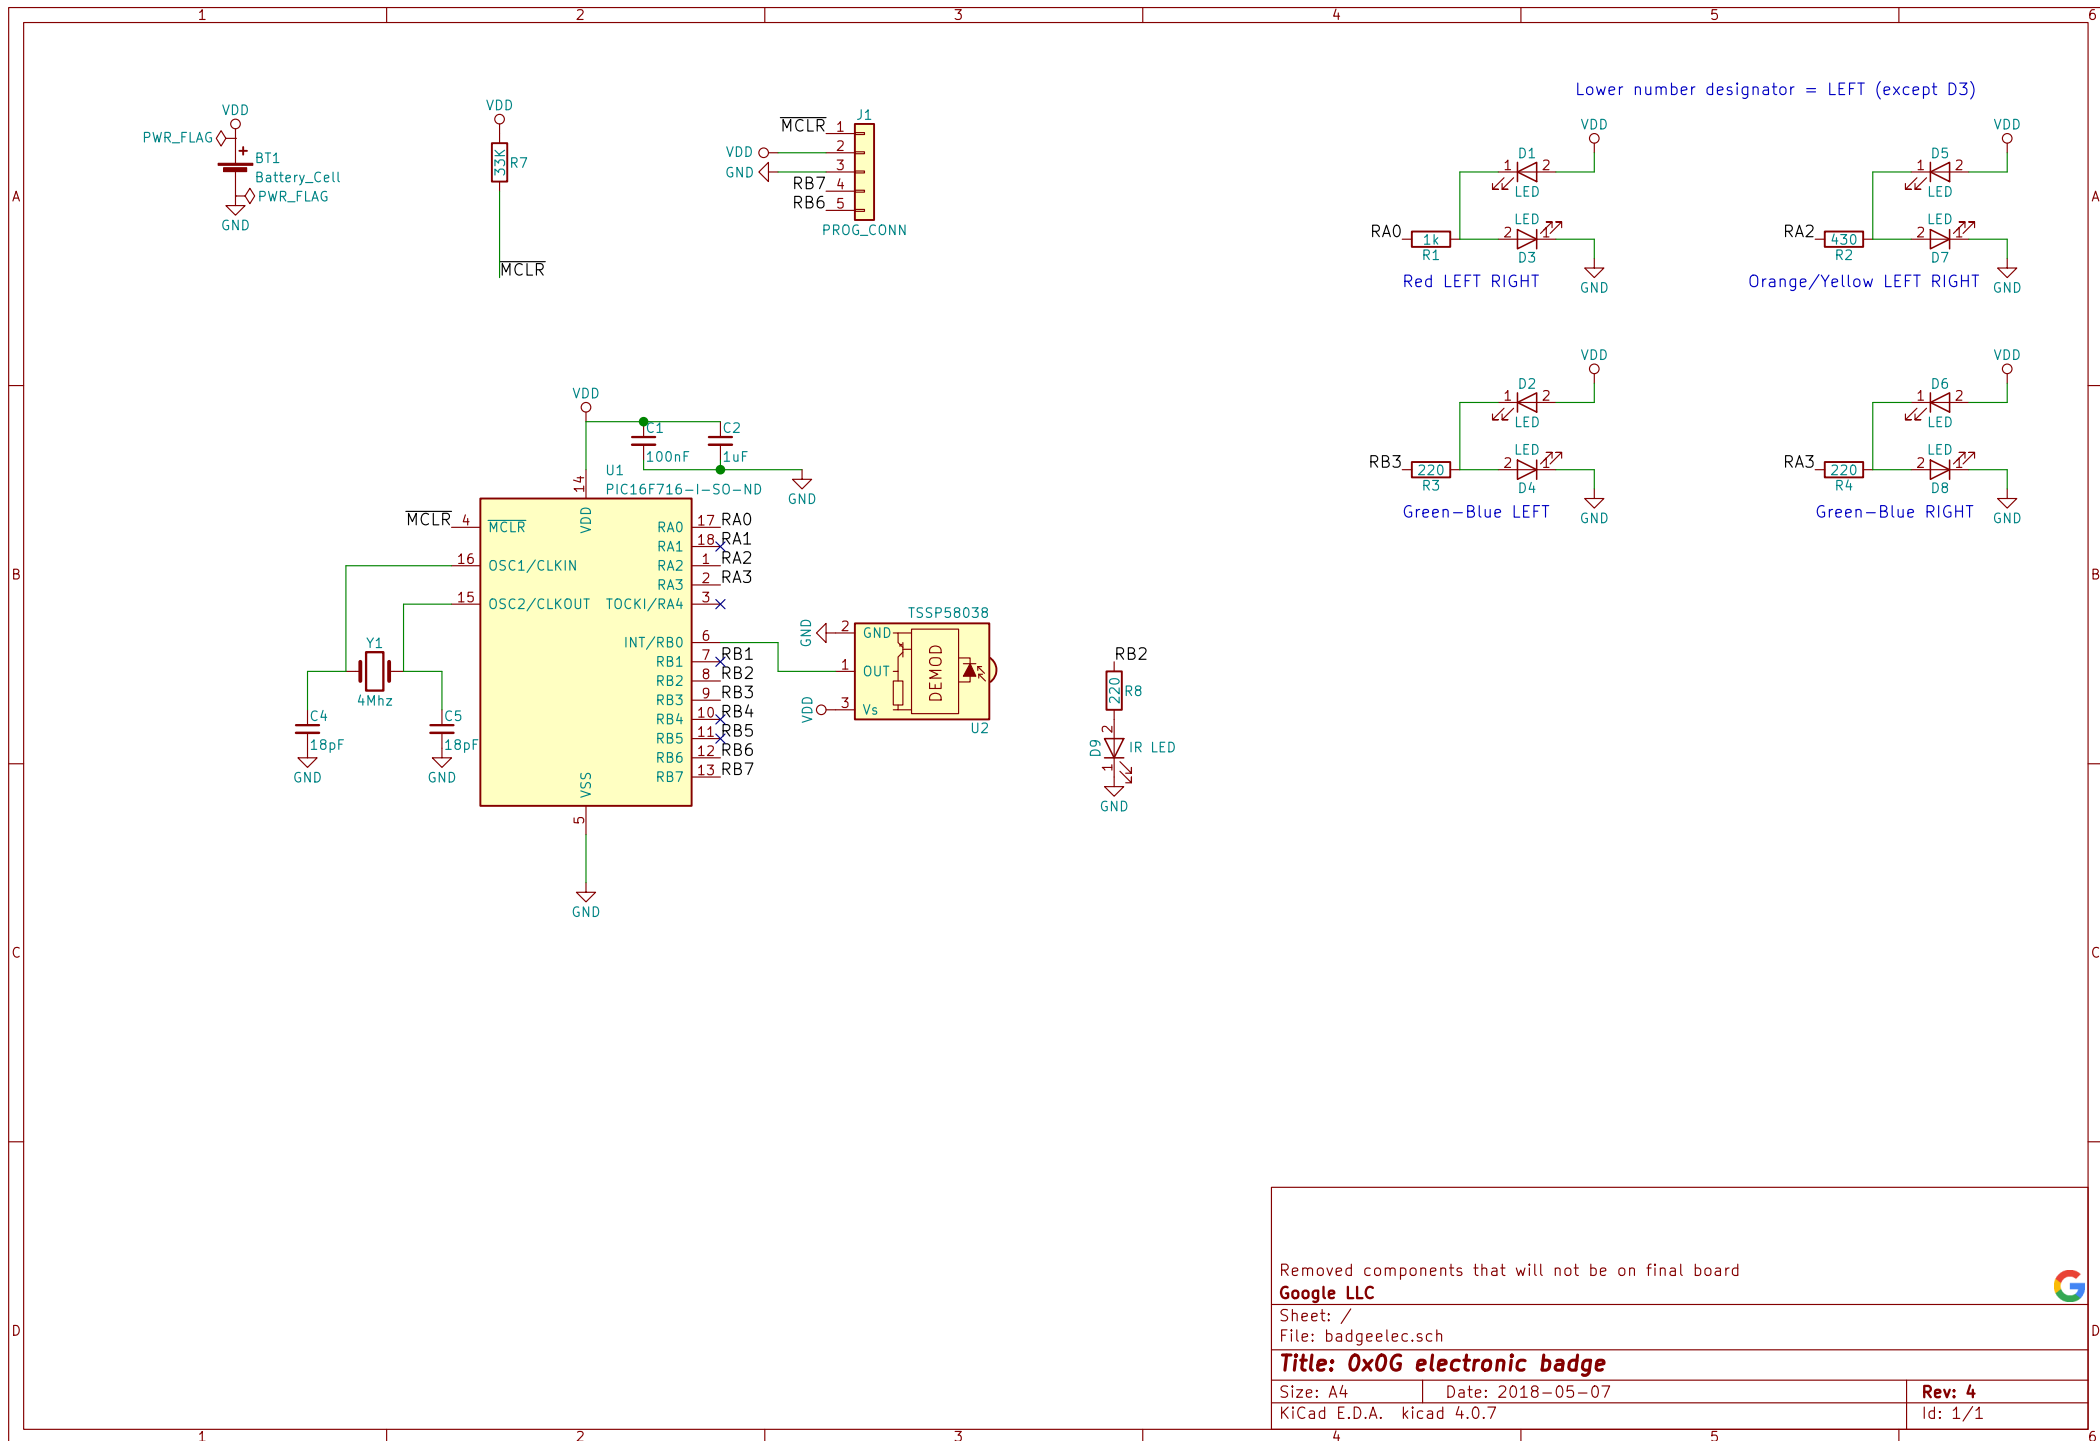 1 2 3 4 5 6
Lower number designator = LEFT (except D3)
VDD
PWR_FLAG
BT1
Battery_Cell
PWR_FLAG
GND
VDD
33K R7
MCLR
J1
MCLR 1
VDD 2
GND 3
RB7 4
RB6 5
PROG_CONN
VDD
D1
1 2
LED
LED
RA0 1k 2 1
R1 D3
GND
Red LEFT RIGHT
VDD
D5
1 2
LED
LED
RA2 430 2 1
R2 D7
GND
Orange/Yellow LEFT RIGHT
A A
VDD
D2
1 2
LED
LED
RB3 220 2 1
R3 D4
GND
Green-Blue LEFT
VDD
D6
1 2
LED
LED
RA3 220 2 1
R4 D8
GND
Green-Blue RIGHT
VDD
C1 C2
100nF 1uF
GND
U1
PIC16F716-I-SO-ND
14
VDD
MCLR 4 MCLR
16 OSC1/CLKIN
15 OSC2/CLKOUT
RA0 17 RA0
RA1 18 RA1
RA2 1 RA2
RA3 2 RA3
TOCKI/RA4 3
INT/RB0 6
RB1 7 RB1
RB2 8 RB2
RB3 9 RB3
RB4 10 RB4
RB5 11 RB5
RB6 12 RB6
RB7 13 RB7
VSS
5
GND
B B
Y1
4Mhz
C4
18pF
GND
C5
18pF
GND
TSSP58038
GND 2 GND
1 OUT
VDD 3 Vs
DEMOD
U2
RB2
220 R8
2
D9 IR LED
1
GND
C C
D D
Removed components that will not be on final board
Google LLC
G
Sheet: /
File: badgeelec.sch
Title: 0x0G electronic badge
Size: A4 Date: 2018-05-07 Rev: 4
KiCad E.D.A. kicad 4.0.7 Id: 1/1
1 2 3 4 5 6